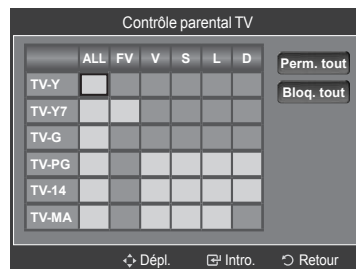 Contrôle parental TV
ALL FV V S L D
Perm. tout
Bloq. tout
TV-Y
TV-Y7
TV-G
TV-PG
TV-14
TV-MA
Dépl. Intro. Retour